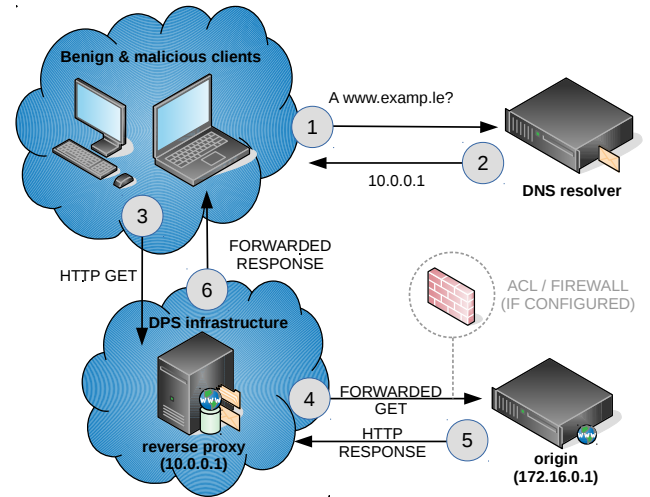 Benign & malicious clients
A www.examp.le?
1
2
10.0.0.1
DNS resolver
3
HTTP GET
FORWARDED
RESPONSE
6
ACL / FIREWALL
(IF CONFIGURED)
DPS infrastructure
WWW
reverse proxy
(10.0.0.1)
4
FORWARDED
GET
HTTP
RESPONSE
5
WWW
origin
(172.16.0.1)